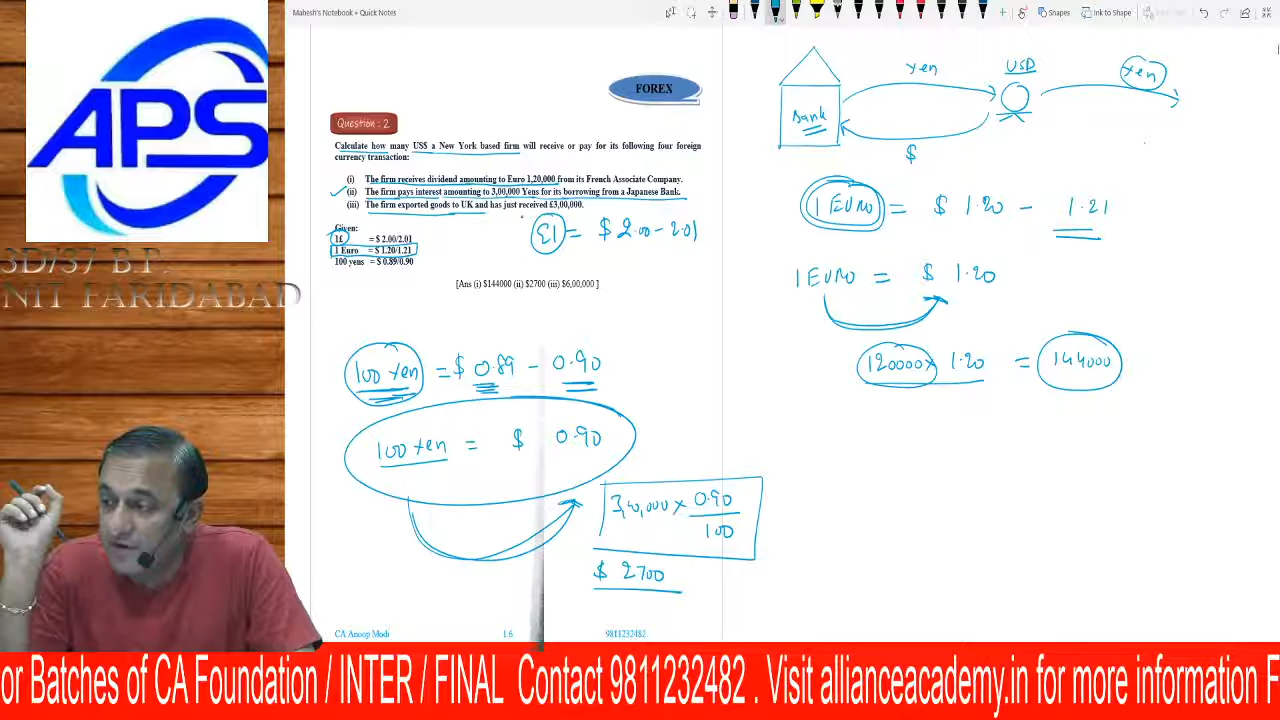 Mahesh's Notebook + Quick Notes
Shapes
Ink to Shape
APS
3D/37 B.P.
NIT FARIDABAD
FOREX
Question : 2
Calculate how many US$ a New York based firm will receive or pay for its following four foreign
currency transaction:
(i) The firm receives dividend amounting to Euro 1,20,000 from its French Associate Company.
(ii) The firm pays interest amounting to 3,00,000 Yens for its borrowing from a Japanese Bank.
(iii) The firm exported goods to UK and has just received £3,00,000.
Given:
1£ = $ 2.00/2.01
1 Euro = $ 1.20/1.21
100 yens = $ 0.89/0.90
£1 = $ 2.00 - 2.01
[Ans (i) $144000 (ii) $2700 (iii) $6,00,000 ]
100 Yen = $ 0.89 - 0.90
100 Yen = $ 0.90
3,00,000 × 0.90
100
$ 2700
CA Anoop Modi 1.6 9811232482
Bank
Yen
USD
Yen
$
1 EURO = $ 1.20 - 1.21
1 EURO = $ 1.20
120000 × 1.20 = 144000
or Batches of CA Foundation / INTER / FINAL Contact 9811232482 . Visit allianceacademy.in for more information F